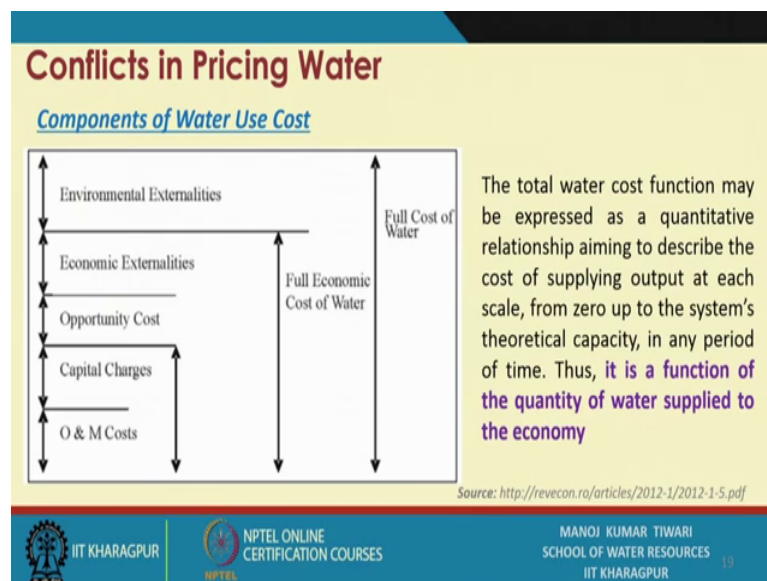 Conflicts in Pricing Water
Components of Water Use Cost
Environmental Externalities
Economic Externalities
Opportunity Cost
Capital Charges
O & M Costs
Full Economic
Cost of Water
Full Cost of
Water
The total water cost function may
be expressed as a quantitative
relationship aiming to describe the
cost of supplying output at each
scale, from zero up to the system's
theoretical capacity, in any period
of time. Thus, it is a function of
the quantity of water supplied to
the economy
Source: http://revecon.ro/articles/2012-1/2012-1-5.pdf
IIT KHARAGPUR
NPTEL
NPTEL ONLINE
CERTIFICATION COURSES
MANOJ KUMAR TIWARI
SCHOOL OF WATER RESOURCES
IIT KHARAGPUR
19